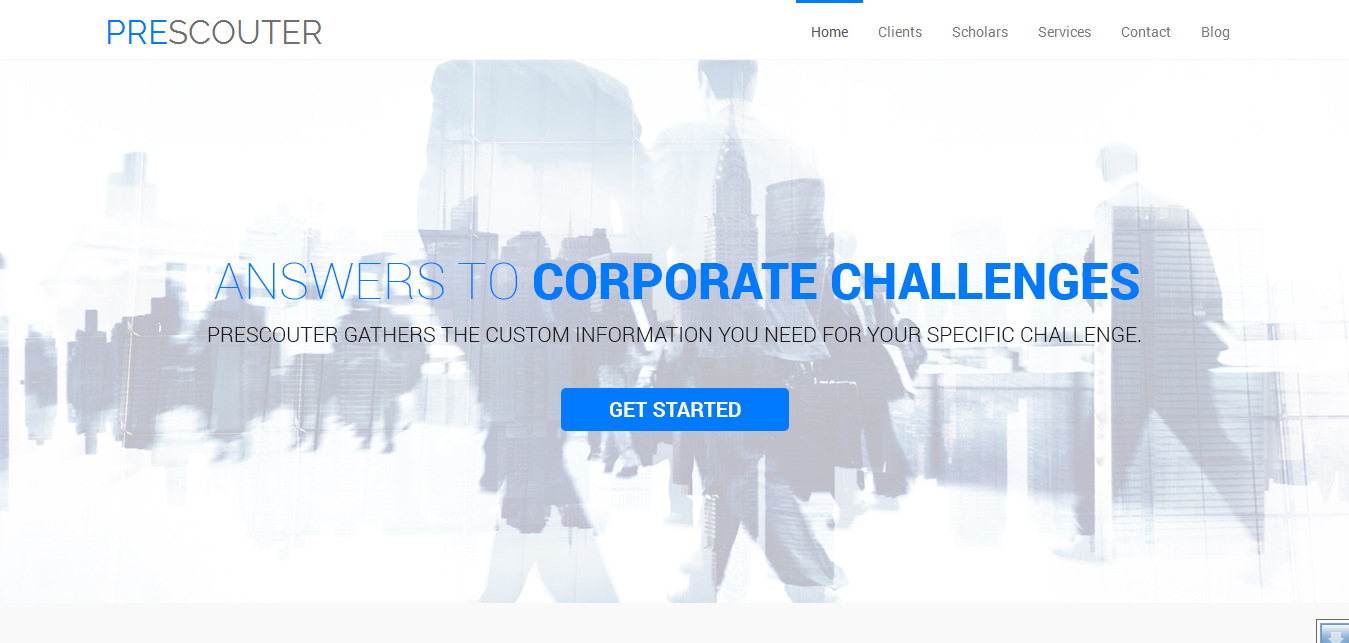 PRESCOUTER
Home Clients Scholars Services Contact Blog
ANSWERS TO CORPORATE CHALLENGES
PRESCOUTER GATHERS THE CUSTOM INFORMATION YOU NEED FOR YOUR SPECIFIC CHALLENGE.
GET STARTED